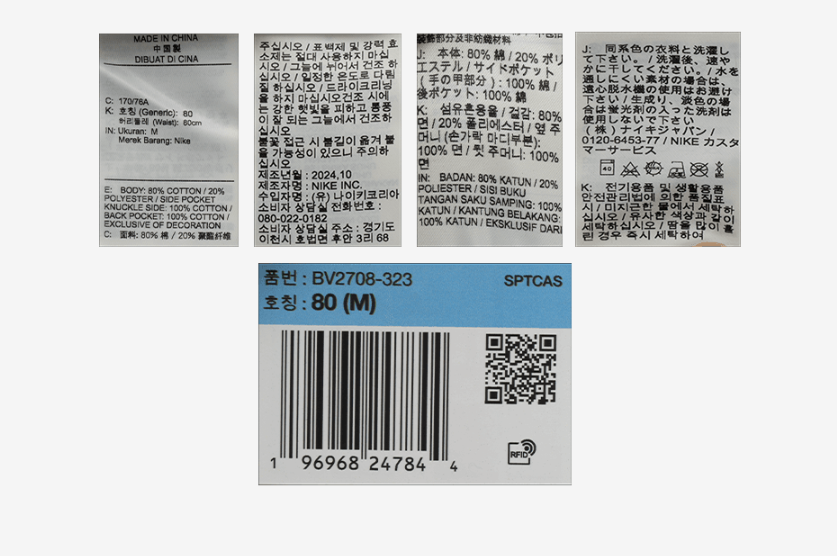 MADE IN CHINA
中国製
DIBUAT DI CINA
C: 170/78A
K: 호칭 (Generic): 80
허리둘레 (Waist): 80cm
IN: Ukuran: M
Merek Barang: Nike
E: BODY: 80% COTTON / 20%
POLYESTER / SIDE POCKET
KNUCKLE SIDE: 100% COTTON /
BACK POCKET: 100% COTTON /
EXCLUSIVE OF DECORATION
C: 面料: 80% 棉 / 20% 聚酯纤维
주십시오 / 표백제 및 강력 효
소제는 절대 사용하지 마십
시오 / 그늘에 뉘어서 건조 하
십시오 / 일정한 온도로 다림
질 하십시오 / 드라이크리닝
을 하지 마십시오건조 시에
는 강한 햇빛을 피하고 통풍
이 잘 되는 그늘에서 건조하
십시오
불꽃 접근 시 불길이 옮겨 붙
을 가능성이 있으니 주의하
십시오
제조년월 : 2024,10
제조자명 : NIKE INC.
수입자명 : (유) 나이키코리아
소비자 상담실 전화번호 :
080-022-0182
소비자 상담실 주소 : 경기도
이천시 호법면 후안 3리 68
装飾部分及非紡織材料
J: 本体: 80% 綿 / 20% ポリ
エステル / サイドポケット
(手の甲部分) : 100% 綿 /
後ポケット: 100% 綿
K: 섬유혼용율 / 겉감: 80%
면 / 20% 폴리에스터 / 옆 주
머니 (손가락 마디부분):
100% 면 / 뒷 주머니: 100%
면
IN: BADAN: 80% KATUN / 20%
POLIESTER / SISI BUKU
TANGAN SAKU SAMPING: 100%
KATUN / KANTUNG BELAKANG:
100% KATUN / EKSKLUSIF DARI
J: 同系色の衣料と洗濯し
て下さい。 / 洗濯後、速や
かに干してください。 / 水を
通しにくい素材の場合は、
遠心脱水機の使用はお避け
下さい / 生成り、淡色の場
合は蛍光剤の入った洗剤は
使用しないで下さい
(株) ナイキジャパン /
0120-6453-77 / NIKE カスタ
マーサービス
40
K: 전기용품 및 생활용품
안전관리법에 의한 품질표
시 / 미지근한 물에서 세탁하
십시오 / 유사한 색상과 같이
세탁하십시오 / 땀을 많이 흘
린 경우 즉시 세탁하여
품번 : BV2708-323
SPTCAS
호칭 : 80 (M)
1 96968 24784 4
RFID